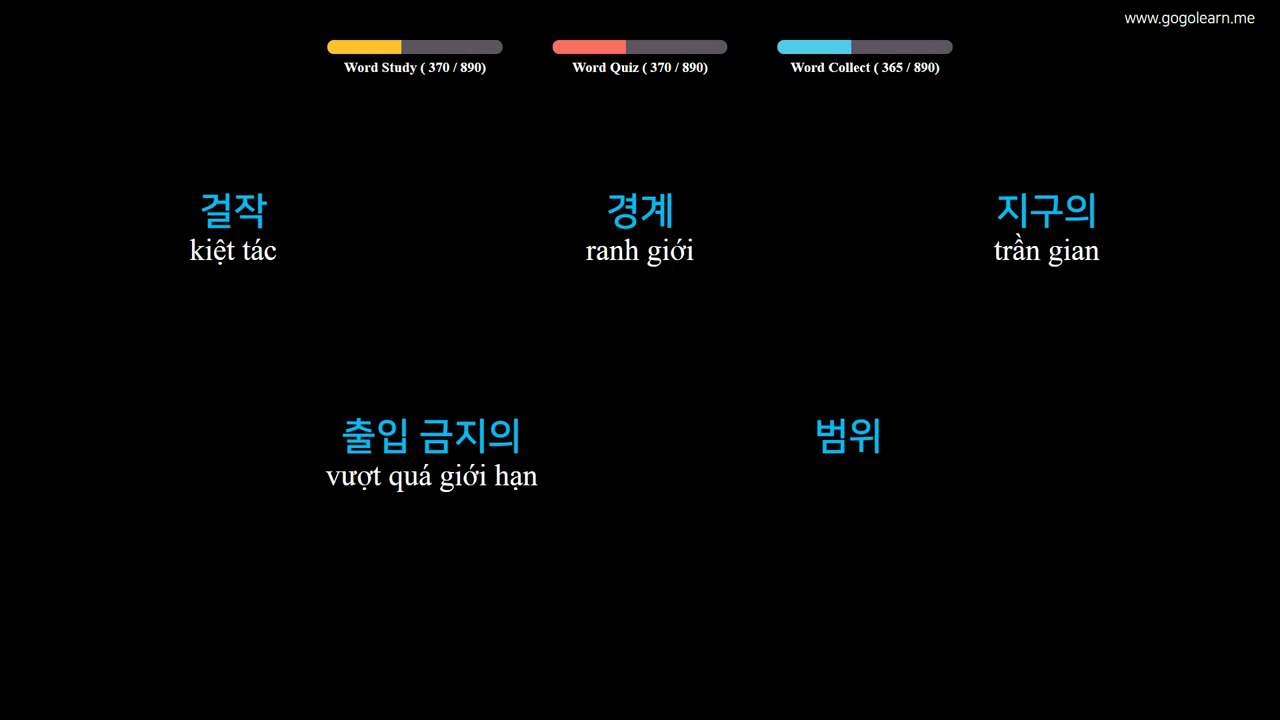 www.gogolearn.me
Word Study ( 370 / 890)
Word Quiz ( 370 / 890)
Word Collect ( 365 / 890)
걸작
kiệt tác
경계
ranh giới
지구의
trần gian
출입 금지의
vượt quá giới hạn
범위